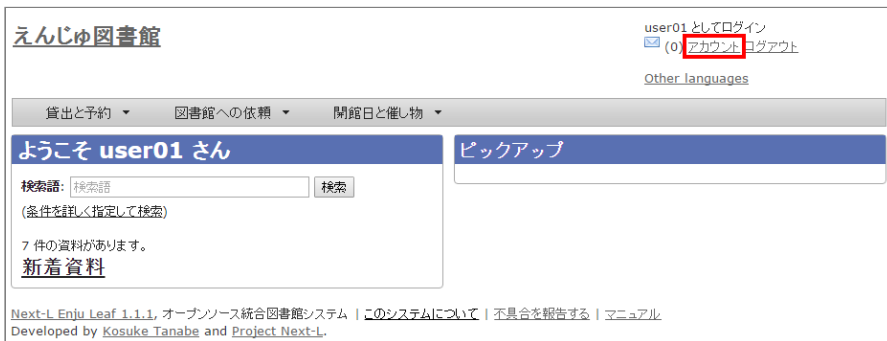 えんじゅ図書館
user01 としてログイン
(0) アカウント ログアウト
Other languages
貸出と予約 ▼ 図書館への依頼 ▼ 開館日と催し物 ▼
ようこそ user01 さん
検索語: 検索語 検索
(条件を詳しく指定して検索)
7 件の資料があります。
新着資料
ピックアップ
Next-L Enju Leaf 1.1.1, オープンソース統合図書館システム | このシステムについて | 不具合を報告する | マニュアル
Developed by Kosuke Tanabe and Project Next-L.